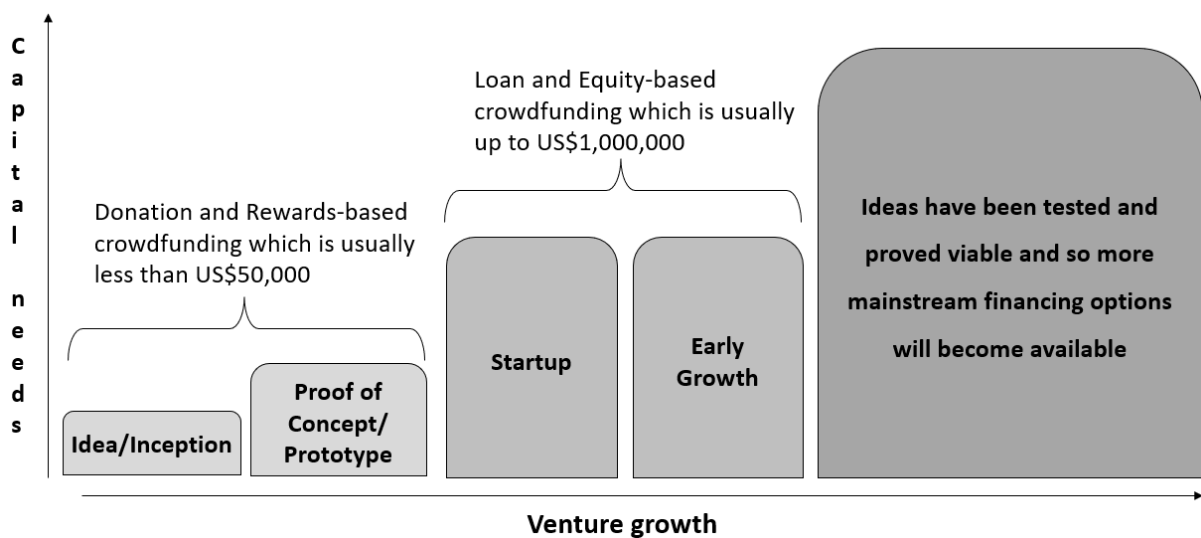 Capital needs
Loan and Equity-based
crowdfunding which is usually
up to US$1,000,000
Donation and Rewards-based
crowdfunding which is usually
less than US$50,000
Idea/Inception
Proof of
Concept/
Prototype
Startup
Early
Growth
Ideas have been tested and
proved viable and so more
mainstream financing options
will become available
Venture growth